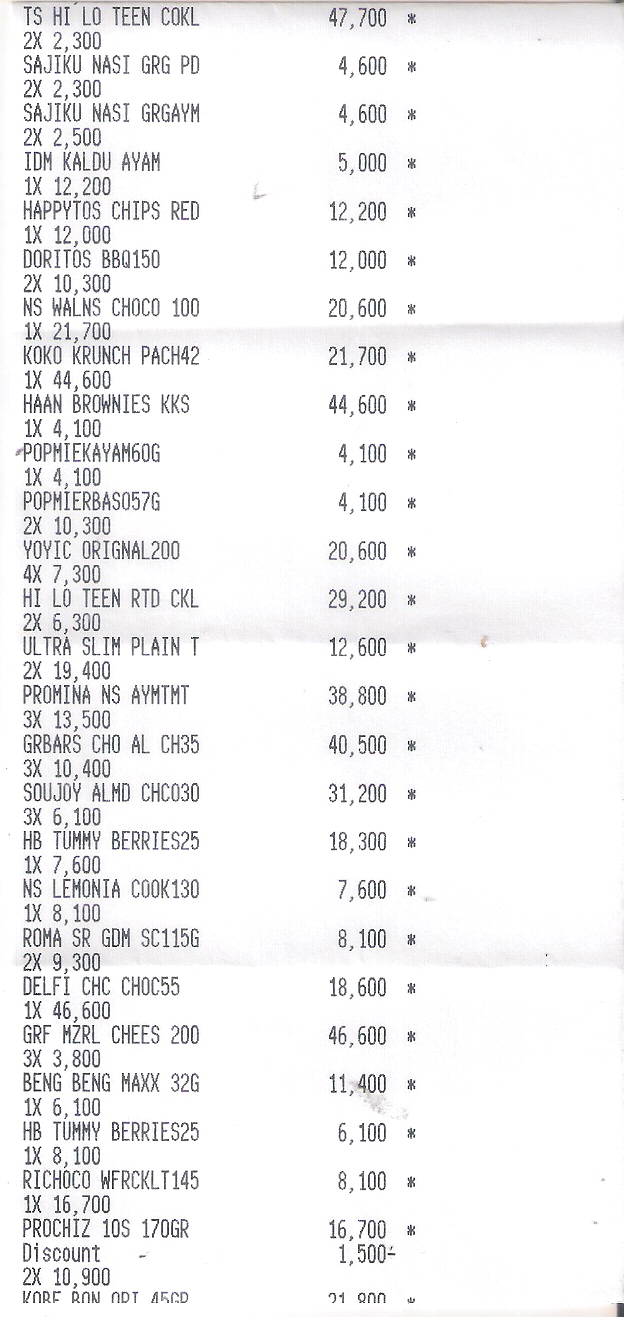 TS HI LO TEEN COKL 47,700 *
2X 2,300
SAJIKU NASI GRG PD 4,600 *
2X 2,300
SAJIKU NASI GRGAYM 4,600 *
2X 2,500
IDM KALDU AYAM 5,000 *
1X 12,200
HAPPYTOS CHIPS RED 12,200 *
1X 12,000
DORITOS BBQ150 12,000 *
2X 10,300
NS WALNS CHOCO 100 20,600 *
1X 21,700
KOKO KRUNCH PACH42 21,700 *
1X 44,600
HAAN BROWNIES KKS 44,600 *
1X 4,100
POPMIEKAYAM60G 4,100 *
1X 4,100
POPMIERBASO57G 4,100 *
2X 10,300
YOYIC ORIGNAL200 20,600 *
4X 7,300
HI LO TEEN RTD CKL 29,200 *
2X 6,300
ULTRA SLIM PLAIN T 12,600 *
2X 19,400
PROMINA NS AYMTMT 38,800 *
3X 13,500
GRBARS CHO AL CH35 40,500 *
3X 10,400
SOUJOY ALMD CHCO30 31,200 *
3X 6,100
HB TUMMY BERRIES25 18,300 *
1X 7,600
NS LEMONIA COOK130 7,600 *
1X 8,100
ROMA SR GDM SC115G 8,100 *
2X 9,300
DELFI CHC CHOC55 18,600 *
1X 46,600
GRF MZRL CHEES 200 46,600 *
3X 3,800
BENG BENG MAXX 32G 11,400 *
1X 6,100
HB TUMMY BERRIES25 6,100 *
1X 8,100
RICHOCO WFRCKLT145 8,100 *
1X 16,700
PROCHIZ 10S 170GR 16,700 *
Discount - 1,500-
2X 10,900
KOBE BON ORI 45GR 21,800 *